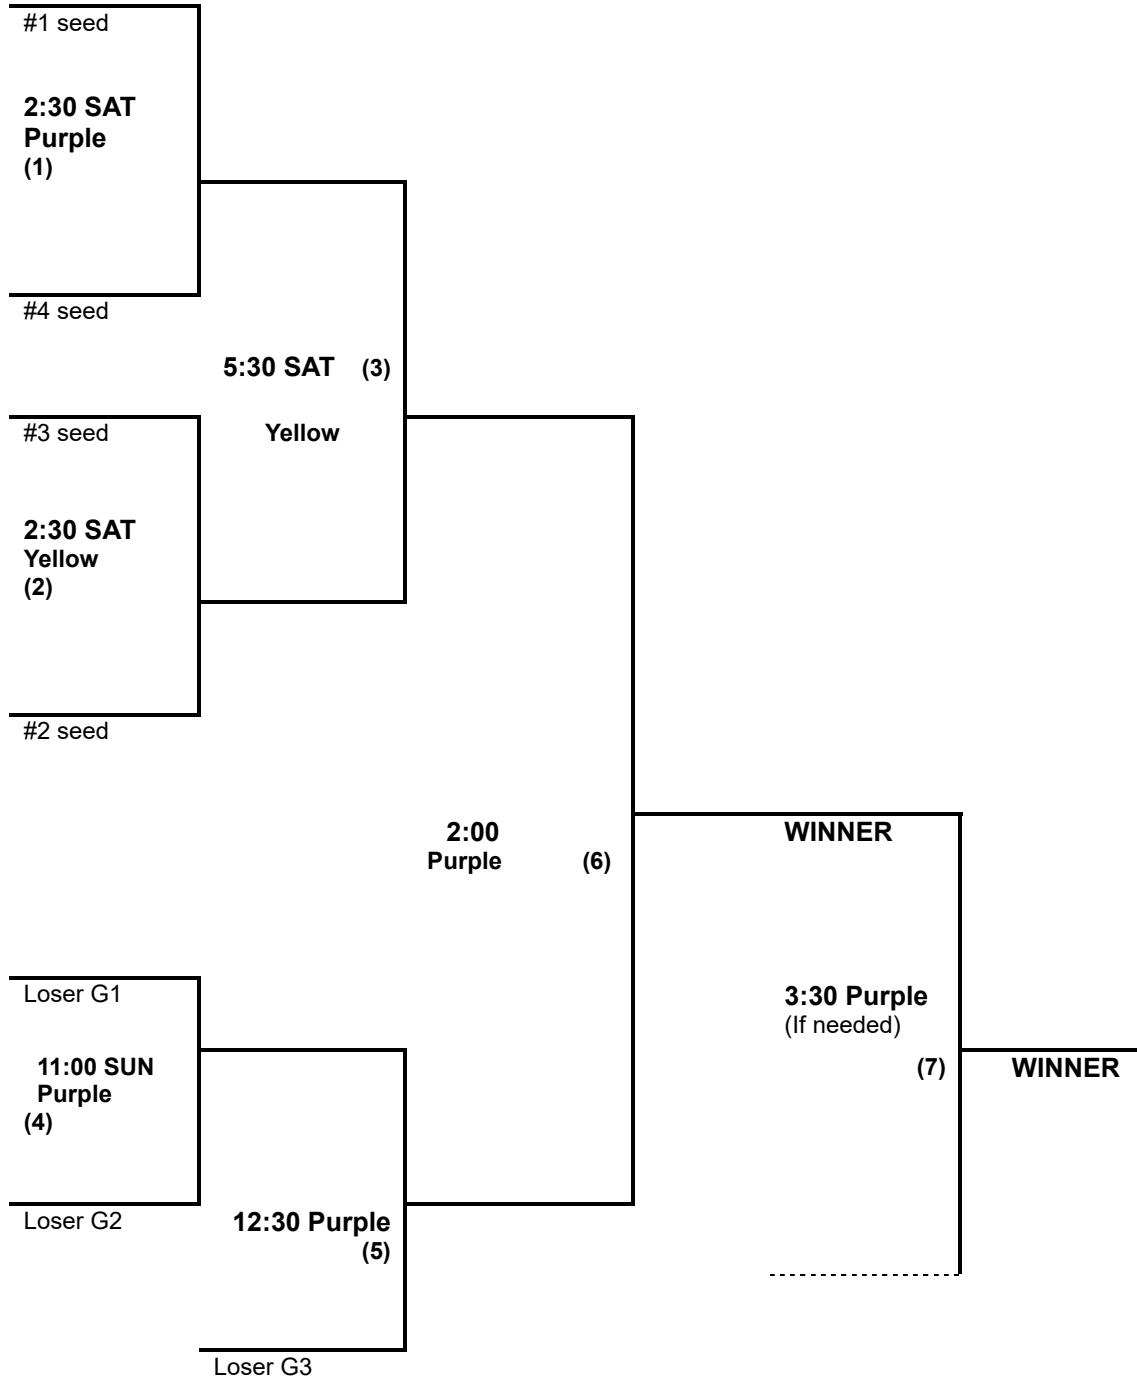 #1 seed
2:30 SAT
Purple
(1)
#4 seed
5:30 SAT (3)
#3 seed
Yellow
2:30 SAT
Yellow
(2)
#2 seed
2:00
Purple (6)
WINNER
Loser G1
3:30 Purple
(If needed)
11:00 SUN
Purple
(4)
(7)
WINNER
Loser G2
12:30 Purple
(5)
Loser G3